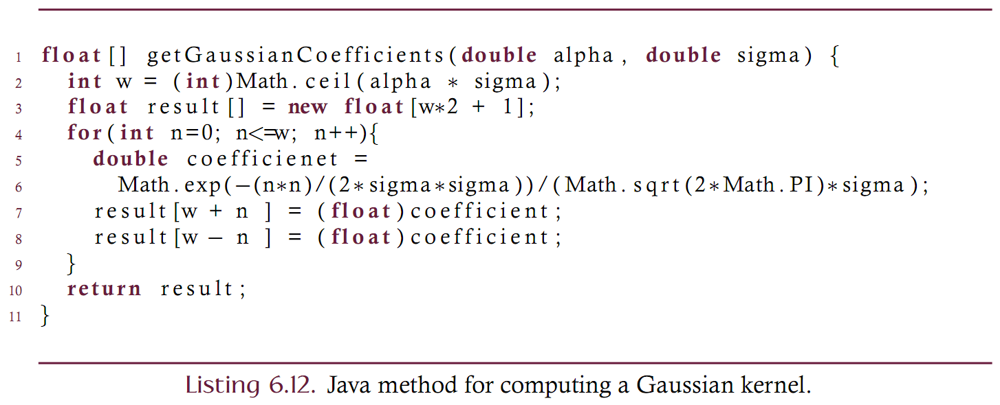 1 float[] getGaussianCoefficients(double alpha, double sigma) {
2 int w = (int)Math.ceil(alpha * sigma);
3 float result[] = new float[w*2 + 1];
4 for(int n=0; n<=w; n++){
5 double coefficienet =
6 Math.exp(-(n*n)/(2*sigma*sigma))/(Math.sqrt(2*Math.PI)*sigma);
7 result[w + n ] = (float)coefficient;
8 result[w - n ] = (float)coefficient;
9 }
10 return result;
11 }
Listing 6.12. Java method for computing a Gaussian kernel.